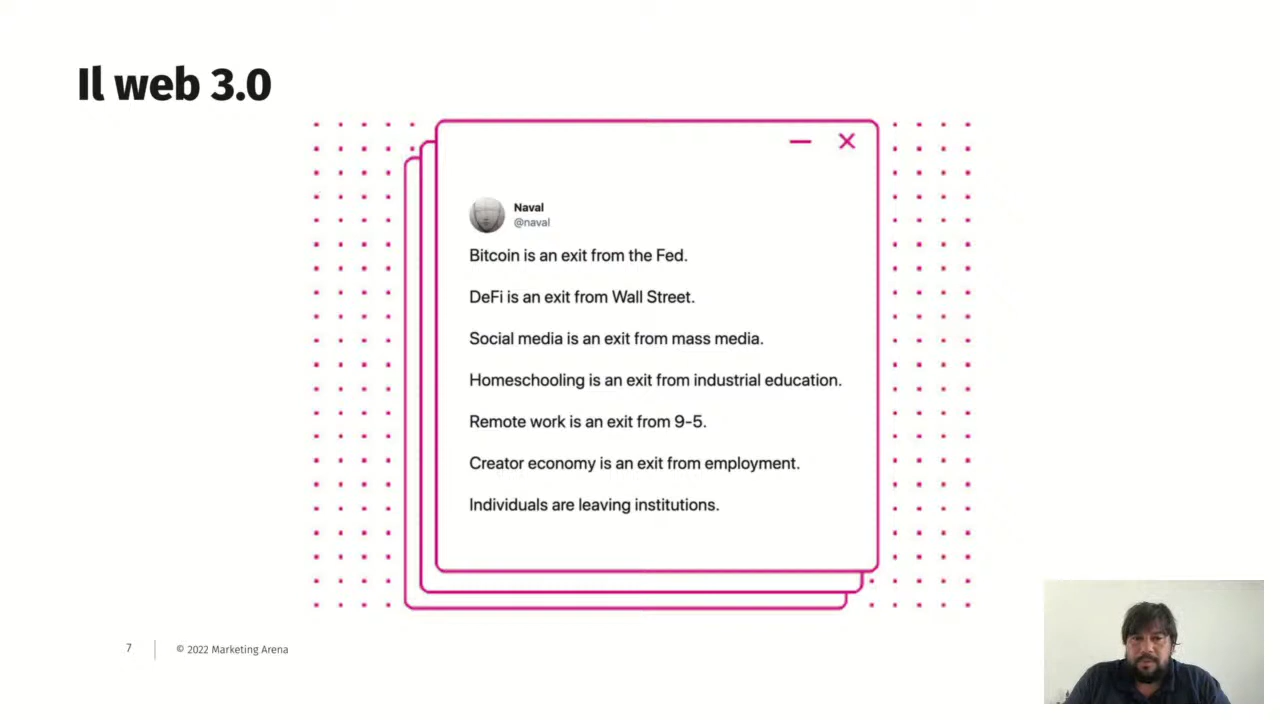 Il web 3.0
Naval
@naval
Bitcoin is an exit from the Fed.
DeFi is an exit from Wall Street.
Social media is an exit from mass media.
Homeschooling is an exit from industrial education.
Remote work is an exit from 9-5.
Creator economy is an exit from employment.
Individuals are leaving institutions.
7
© 2022 Marketing Arena